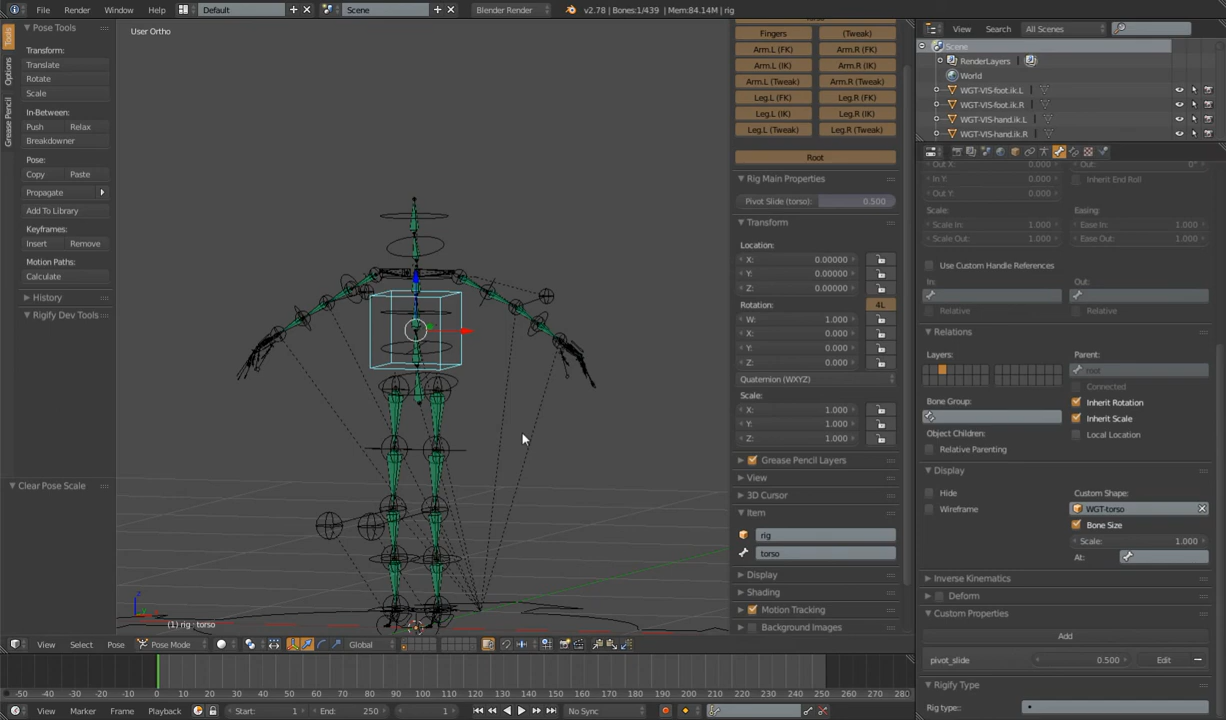 File Render Window Help Default Scene Blender Render v2.78 | Bones:1/439 | Mem:84.14M | rig
Tools
Options
Grease Pencil
Pose Tools
Transform:
Translate
Rotate
Scale
In-Between:
Push Relax
Breakdowner
Pose:
Copy Paste
Propagate
Add To Library
Keyframes:
Insert Remove
Motion Paths:
Calculate
History
Rigify Dev Tools
Clear Pose Scale
User Ortho
(1) rig : torso
Fingers (Tweak)
Arm.L (FK) Arm.R (FK)
Arm.L (IK) Arm.R (IK)
Arm.L (Tweak) Arm.R (Tweak)
Leg.L (FK) Leg.R (FK)
Leg.L (IK) Leg.R (IK)
Leg.L (Tweak) Leg.R (Tweak)
Root
Rig Main Properties
Pivot Slide (torso) 0.500
Transform
Location:
X: 0.00000
Y: 0.00000
Z: 0.00000
Rotation: 4L
W: 1.000
X: 0.000
Y: 0.000
Z: 0.000
Quaternion (WXYZ)
Scale:
X: 1.000
Y: 1.000
Z: 1.000
Grease Pencil Layers
View
3D Cursor
Item
rig
torso
Display
Shading
Motion Tracking
Background Images
View Search All Scenes
Scene
RenderLayers
World
WGT-VIS-foot.ik.L
WGT-VIS-foot.ik.R
WGT-VIS-hand.ik.L
WGT-VIS-hand.ik.R
Out X: 0.000 Out: 0°
In Y: 0.000 Inherit End Roll
Out Y: 0.000
Scale: Easing:
Scale In: 1.000 Ease In: 1.000
Scale Out: 1.000 Ease Out: 1.000
Use Custom Handle References
In: Out:
Relative Relative
Relations
Layers: Parent:
root
Connected
Bone Group: Inherit Rotation
Inherit Scale
Object Children: Local Location
Relative Parenting
Display
Hide Custom Shape:
Wireframe WGT-torso
Bone Size
Scale: 1.000
At:
Inverse Kinematics
Deform
Custom Properties
Add
pivot_slide 0.500 Edit
Rigify Type
Rig type:
View Select Pose Pose Mode Global
-50 -40 -30 -20 -10 0 10 20 30 40 50 60 70 80 90 100 110 120 130 140 150 160 170 180 190 200 210 220 230 240 250 260 270 280
View Marker Frame Playback Start: 1 End: 250 1 No Sync